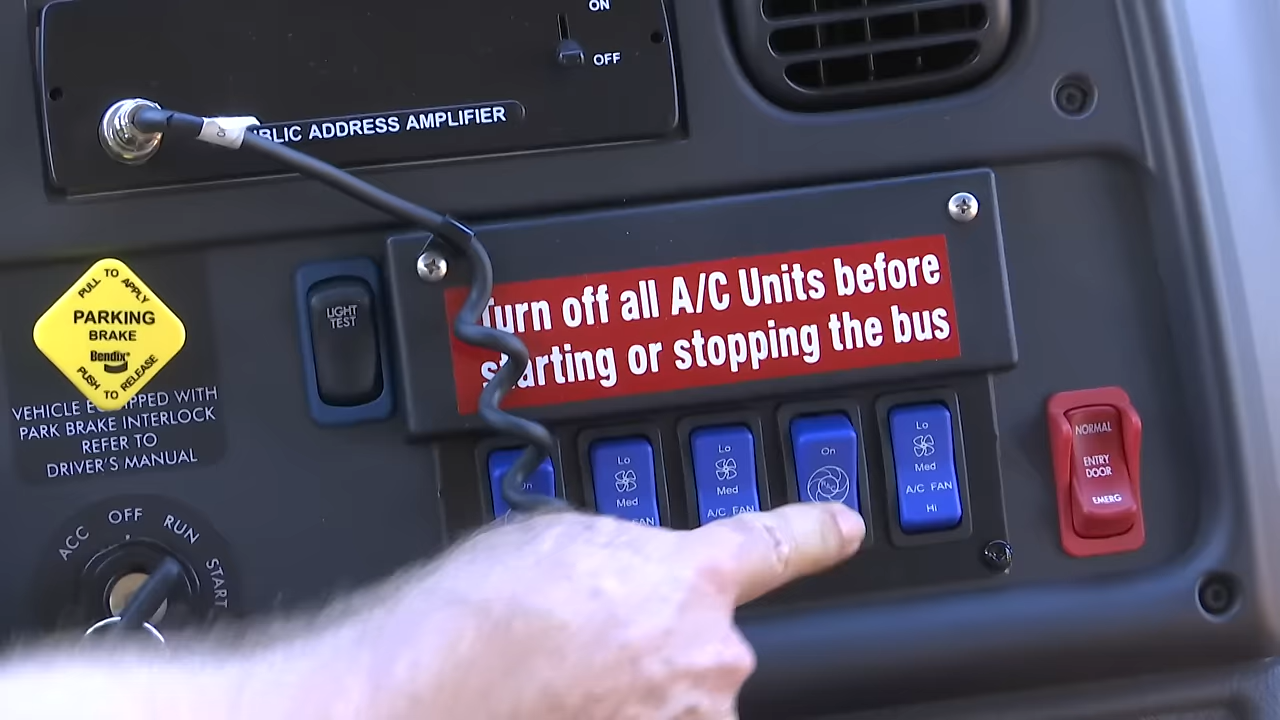 ON
OFF
BLIC ADDRESS AMPLIFIER
PULL TO APPLY
PARKING
BRAKE
Bendix
PUSH TO RELEASE
VEHICLE EQUIPPED WITH
PARK BRAKE INTERLOCK
REFER TO
DRIVER'S MANUAL
ACC OFF RUN START
LIGHT
TEST
Turn off all A/C Units before
starting or stopping the bus
On
Lo
Med
FAN
Lo
Med
A/C FAN
On
Lo
Med
A/C FAN
Hi
NORMAL
ENTRY
DOOR
EMERG